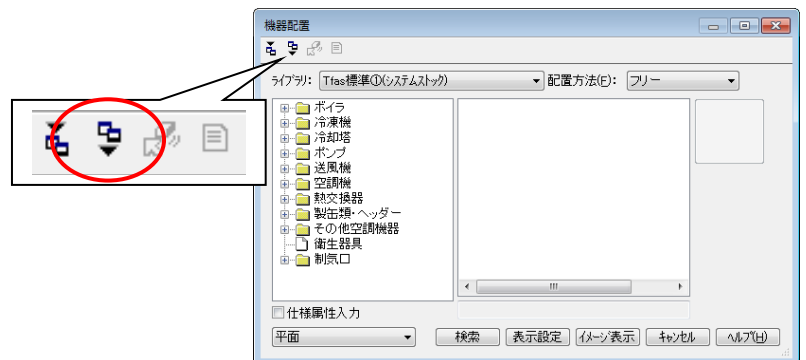 機器配置
ライブラリ: Tfas標準①(システムストック) 配置方法(F): フリー
ボイラ
冷凍機
冷却塔
ポンプ
送風機
空調機
熱交換器
製缶類・ヘッダー
その他空調機器
衛生器具
制気口
仕様属性入力
平面 検索 表示設定 イメージ表示 キャンセル ヘルプ(H)